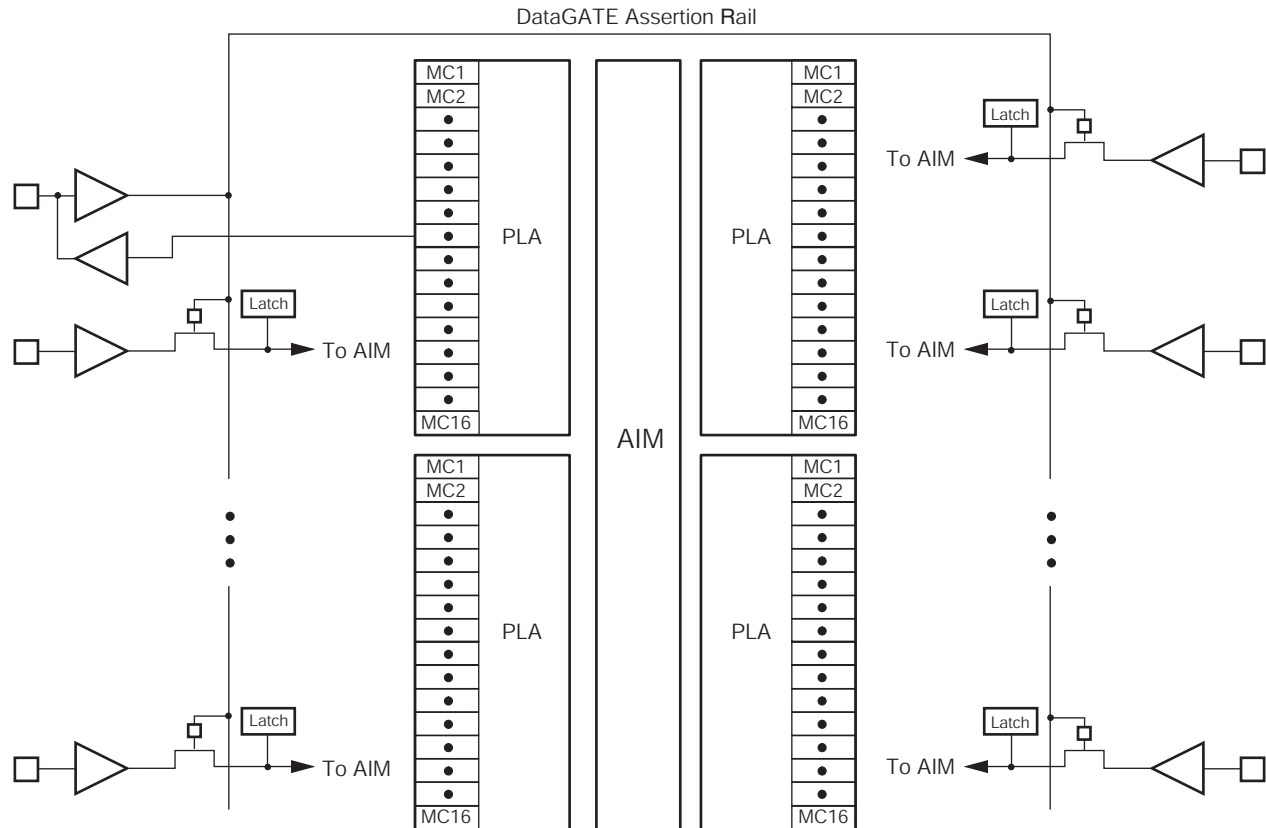 DataGATE Assertion Rail
MC1
MC2
PLA
MC16
MC1
MC2
PLA
MC16
AIM
MC1
MC2
PLA
MC16
MC1
MC2
PLA
MC16
Latch
To AIM
Latch
To AIM
Latch
To AIM
Latch
To AIM
Latch
To AIM